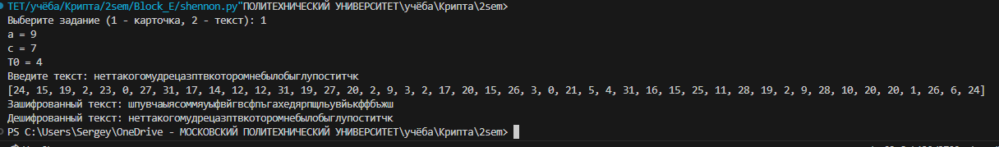 ТЕТ/учёба/Крипта/2sem/Block_E/shennon.py"ПОЛИТЕХНИЧЕСКИЙ УНИВЕРСИТЕТ\учёба\Крипта\2sem>
Выберите задание (1 - карточка, 2 - текст): 1
a = 9
c = 7
T0 = 4
Введите текст: неттакогомудрецазптвкоторомнебылобыглупоститчк
[24, 15, 19, 2, 23, 0, 27, 31, 17, 14, 12, 12, 31, 19, 27, 20, 2, 9, 3, 2, 17, 20, 15, 26, 3, 0, 21, 5, 4, 31, 16, 15, 25, 11, 28, 19, 2, 9, 28, 10, 20, 20, 1, 26, 6, 24]
Зашифрованный текст: шпувчаыясоммяуыфвйгвсфпъгахедярпщльувйькффбъжш
Дешифрованный текст: неттакогомудрецазптвкоторомнебылобыглупоститчк
PS C:\Users\Sergey\OneDrive - МОСКОВСКИЙ ПОЛИТЕХНИЧЕСКИЙ УНИВЕРСИТЕТ\учёба\Крипта\2sem>